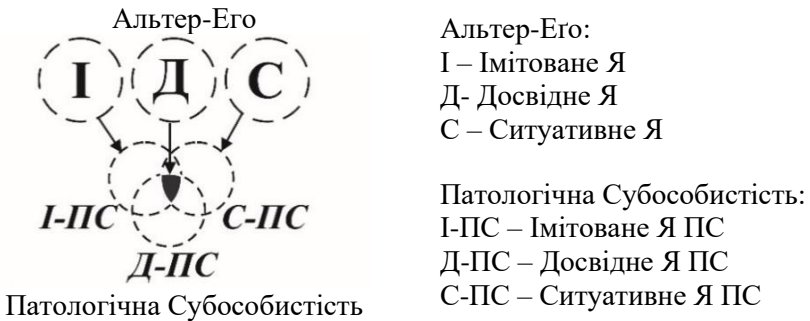 Альтер-Его
І Д С
І-ПС С-ПС
Д-ПС
Патологічна Субособистість
Альтер-Еґо:
І – Імітоване Я
Д- Досвідне Я
С – Ситуативне Я
Патологічна Субособистість:
І-ПС – Імітоване Я ПС
Д-ПС – Досвідне Я ПС
С-ПС – Ситуативне Я ПС